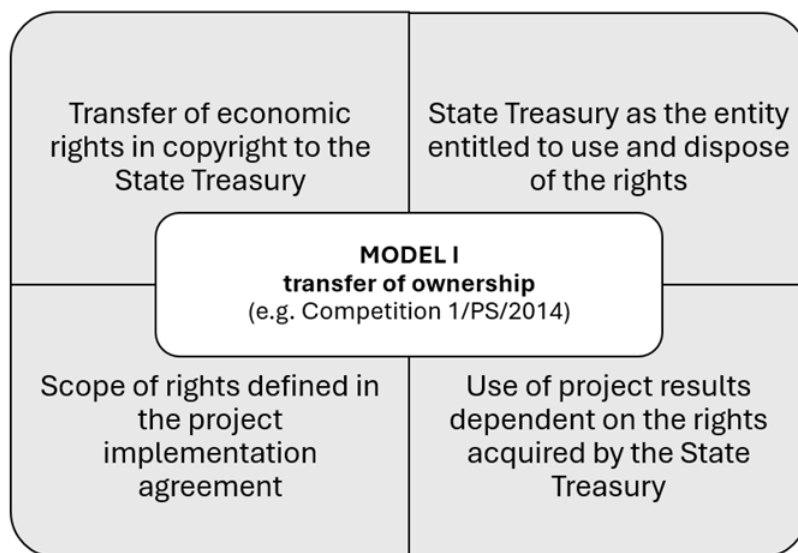 Transfer of economic
rights in copyright to the
State Treasury
State Treasury as the entity
entitled to use and dispose
of the rights
MODEL I
transfer of ownership
(e.g. Competition 1/PS/2014)
Scope of rights defined in
the project
implementation
agreement
Use of project results
dependent on the rights
acquired by the State
Treasury